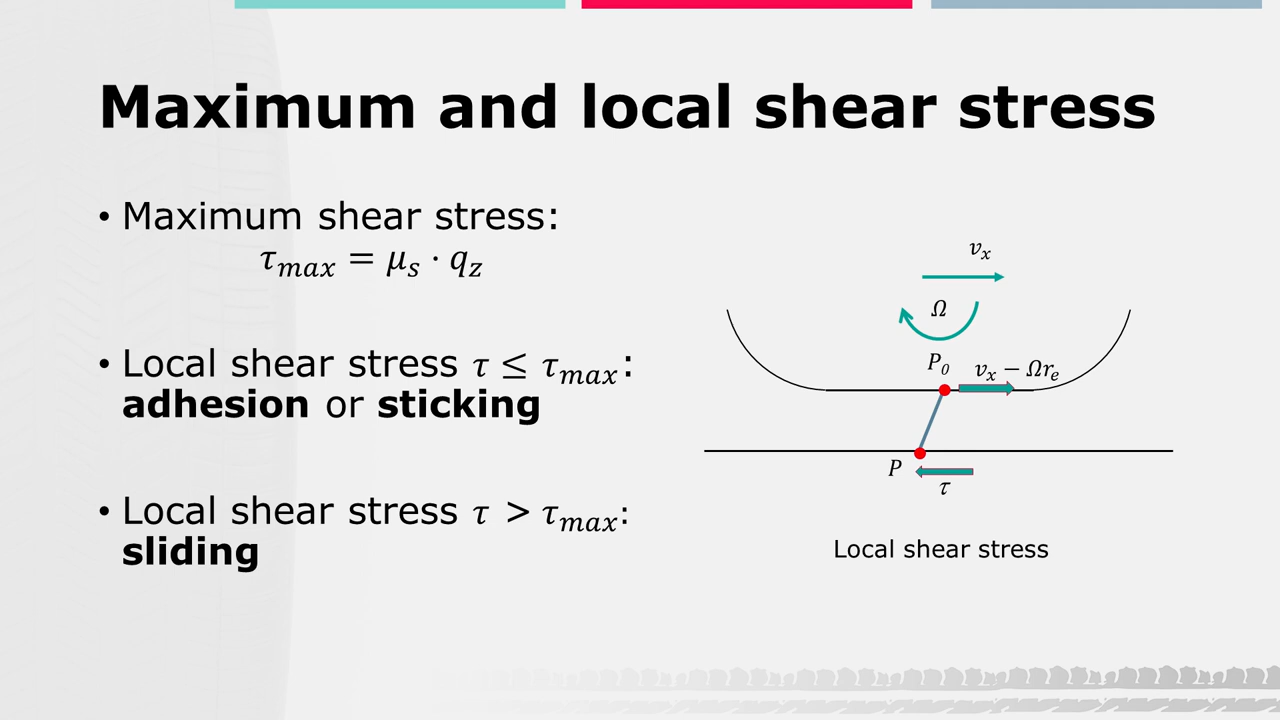 Maximum and local shear stress
• Maximum shear stress:
τ_max = μ_s · q_z
• Local shear stress τ ≤ τ_max:
adhesion or sticking
• Local shear stress τ > τ_max:
sliding
v_x
Ω
P_0
v_x − Ωr_e
P
τ
Local shear stress